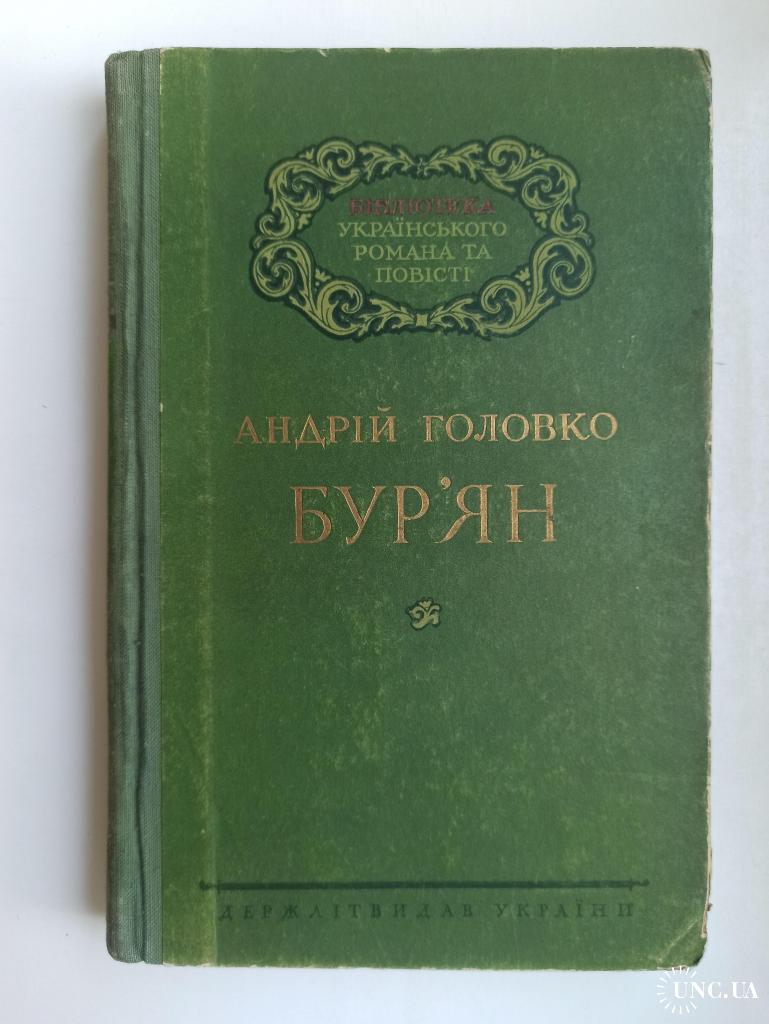 БІБЛІОТЕКА
УКРАЇНСЬКОГО
РОМАНА ТА
ПОВІСТІ
АНДРІЙ ГОЛОВКО
БУР'ЯН
ДЕРЖЛІТВИДАВ УКРАЇНИ
UNC.UA